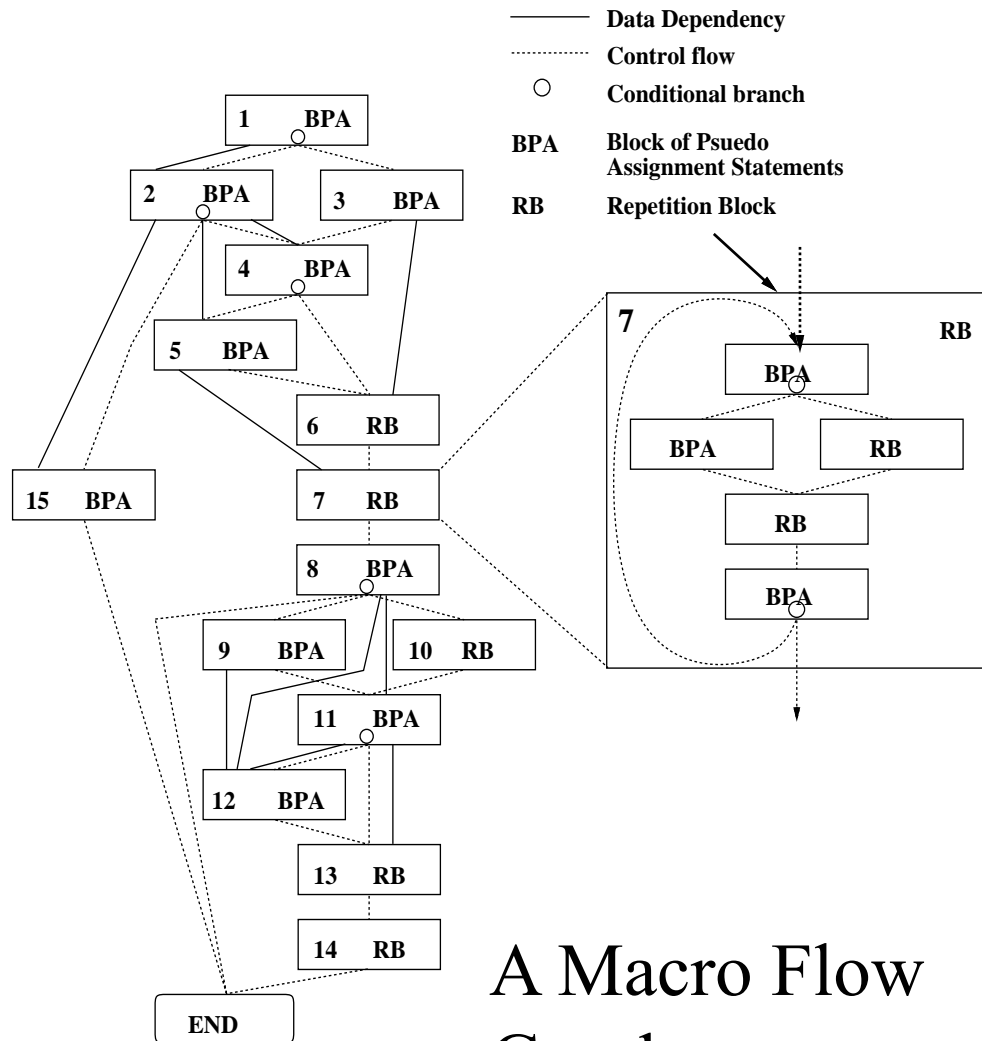 Data Dependency
Control flow
Conditional branch
BPA Block of Psuedo
Assignment Statements
RB Repetition Block
1 BPA
2 BPA
3 BPA
4 BPA
5 BPA
6 RB
7 RB
15 BPA
8 BPA
9 BPA
10 RB
11 BPA
12 BPA
13 RB
14 RB
END
7 RB
BPA
BPA
RB
RB
BPA
A Macro Flow